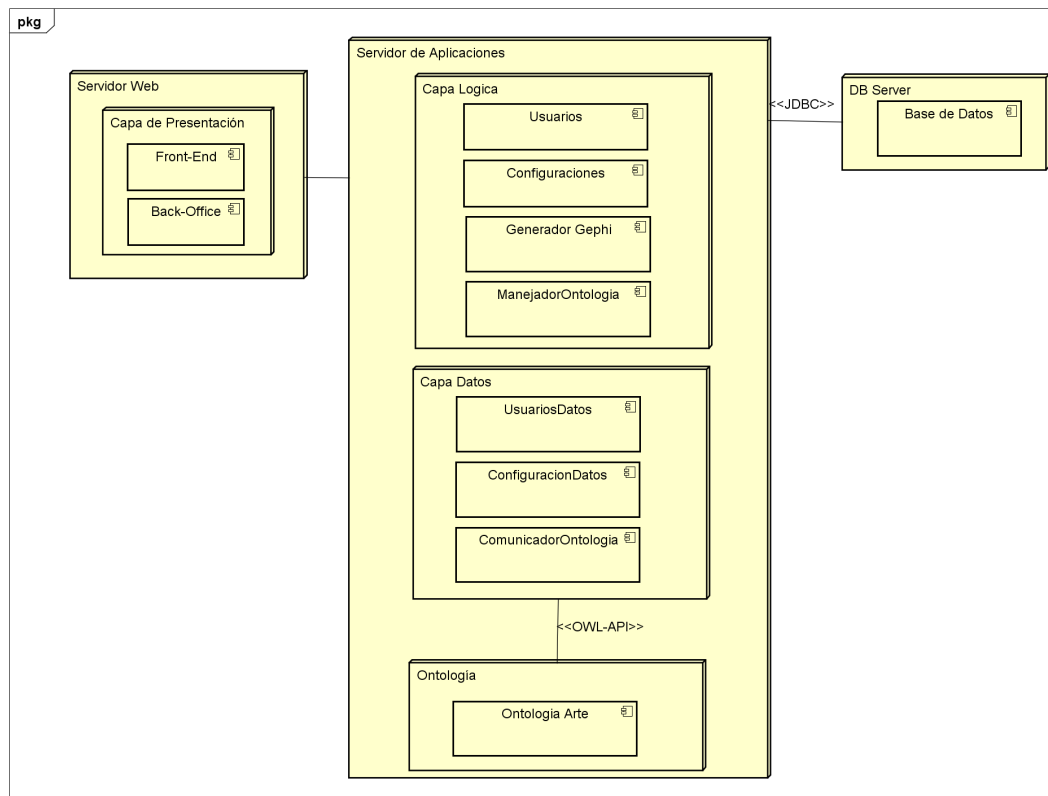 pkg
Servidor Web
Capa de Presentación
Front-End
Back-Office
Servidor de Aplicaciones
Capa Logica
Usuarios
Configuraciones
Generador Gephi
ManejadorOntologia
Capa Datos
UsuariosDatos
ConfiguracionDatos
ComunicadorOntologia
<<OWL-API>>
Ontología
Ontologia Arte
<<JDBC>>
DB Server
Base de Datos